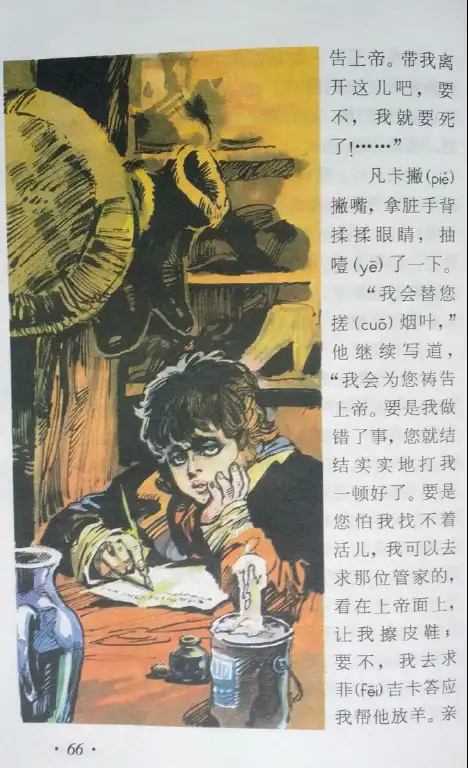 告上帝。带我离
开这儿吧，要
不，我就要死
了!……”
凡卡撇(piě)
撇嘴，拿脏手背
揉揉眼睛，抽
噎(yē)了一下。
“我会替您
搓(cuō)烟叶，”
他继续写道，
“我会为您祷告
上帝。要是我做
错了事，您就结
结实实地打我
一顿好了。要是
您怕我找不着
活儿，我可以去
求那位管家的，
看在上帝面上，
让我擦皮鞋；
要不，我去求
菲(fēi)吉卡答应
我帮他放羊。亲
·66·